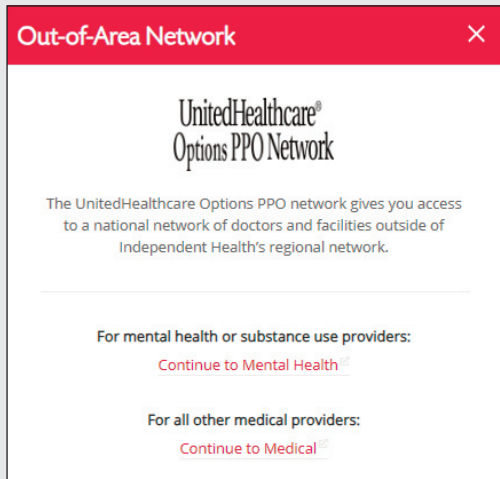 Out-of-Area Network
UnitedHealthcare®
Options PPO Network
The UnitedHealthcare Options PPO network gives you access
to a national network of doctors and facilities outside of
Independent Health's regional network.
For mental health or substance use providers:
Continue to Mental Health
For all other medical providers:
Continue to Medical